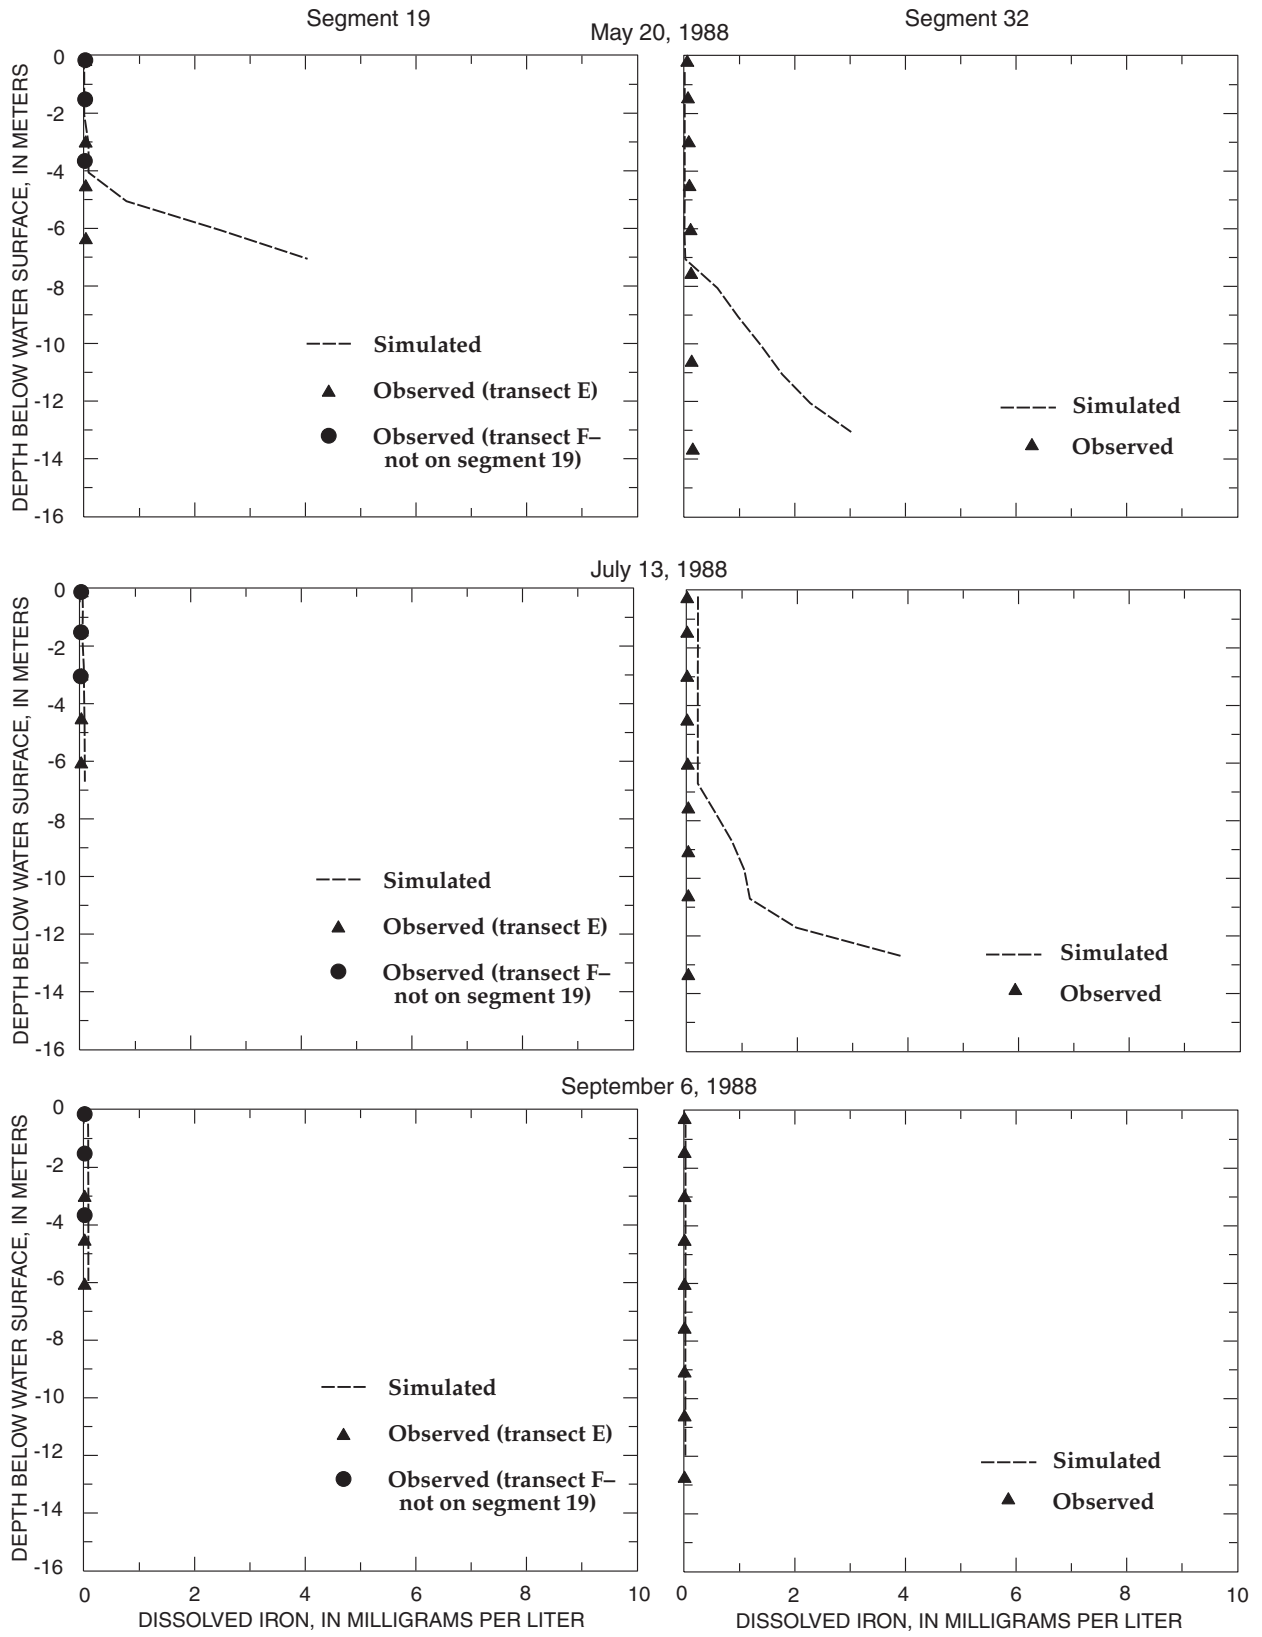 Segment 19
Segment 32
May 20, 1988
DEPTH BELOW WATER SURFACE, IN METERS
0
-2
-4
-6
-8
-10
-12
-14
-16
Simulated
Observed (transect E)
Observed (transect F–
not on segment 19)
Simulated
Observed
July 13, 1988
DEPTH BELOW WATER SURFACE, IN METERS
0
-2
-4
-6
-8
-10
-12
-14
-16
Simulated
Observed (transect E)
Observed (transect F–
not on segment 19)
Simulated
Observed
September 6, 1988
DEPTH BELOW WATER SURFACE, IN METERS
0
-2
-4
-6
-8
-10
-12
-14
-16
Simulated
Observed (transect E)
Observed (transect F–
not on segment 19)
Simulated
Observed
0 2 4 6 8 10
DISSOLVED IRON, IN MILLIGRAMS PER LITER
0 2 4 6 8 10
DISSOLVED IRON, IN MILLIGRAMS PER LITER